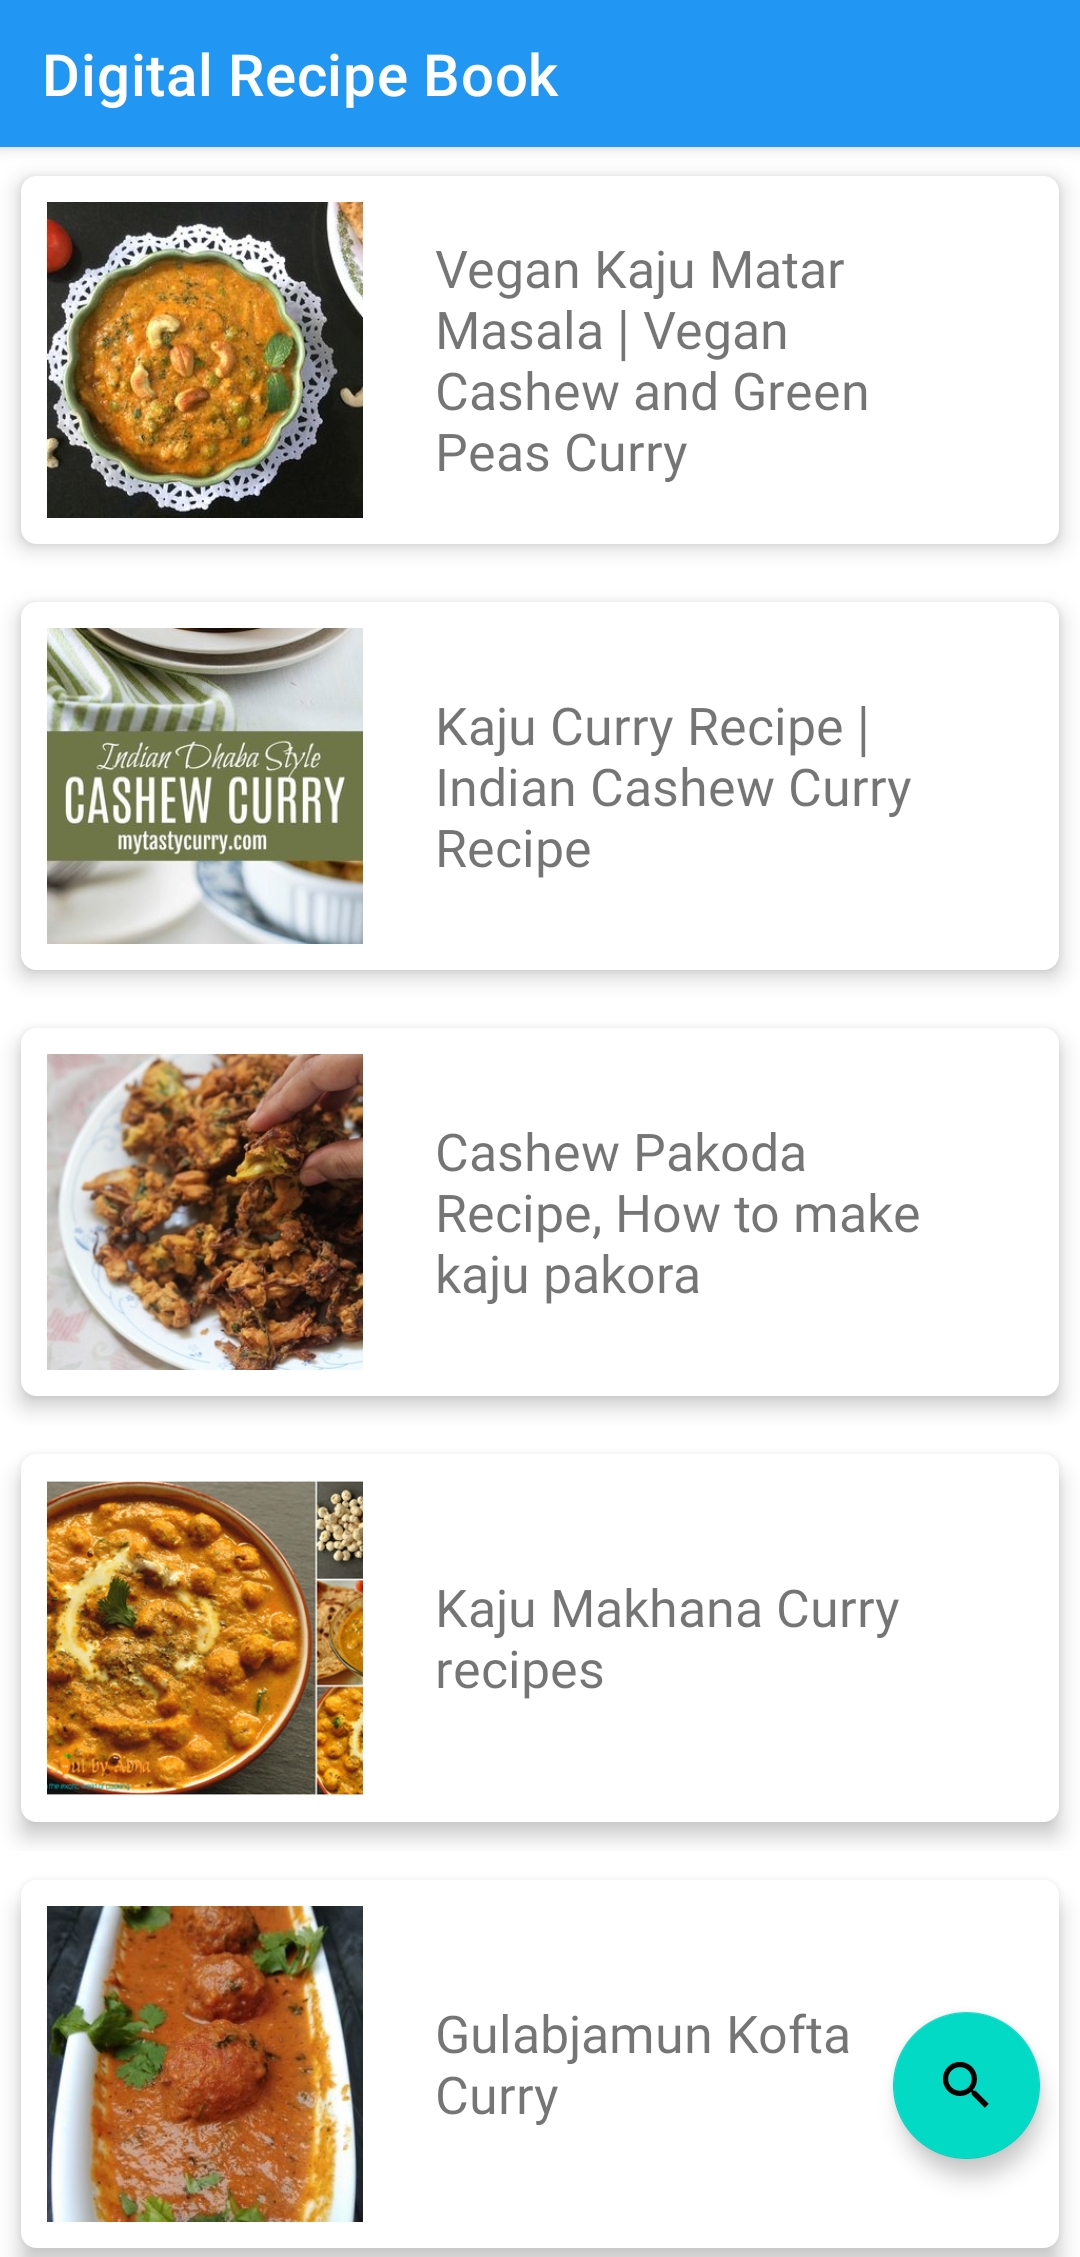 Digital Recipe Book
Vegan Kaju Matar
Masala | Vegan
Cashew and Green
Peas Curry
Indian Dhaba Style
CASHEW CURRY
mytastycurry.com
Kaju Curry Recipe |
Indian Cashew Curry
Recipe
Cashew Pakoda
Recipe, How to make
kaju pakora
Kaju Makhana Curry
recipes
Gulabjamun Kofta
Curry